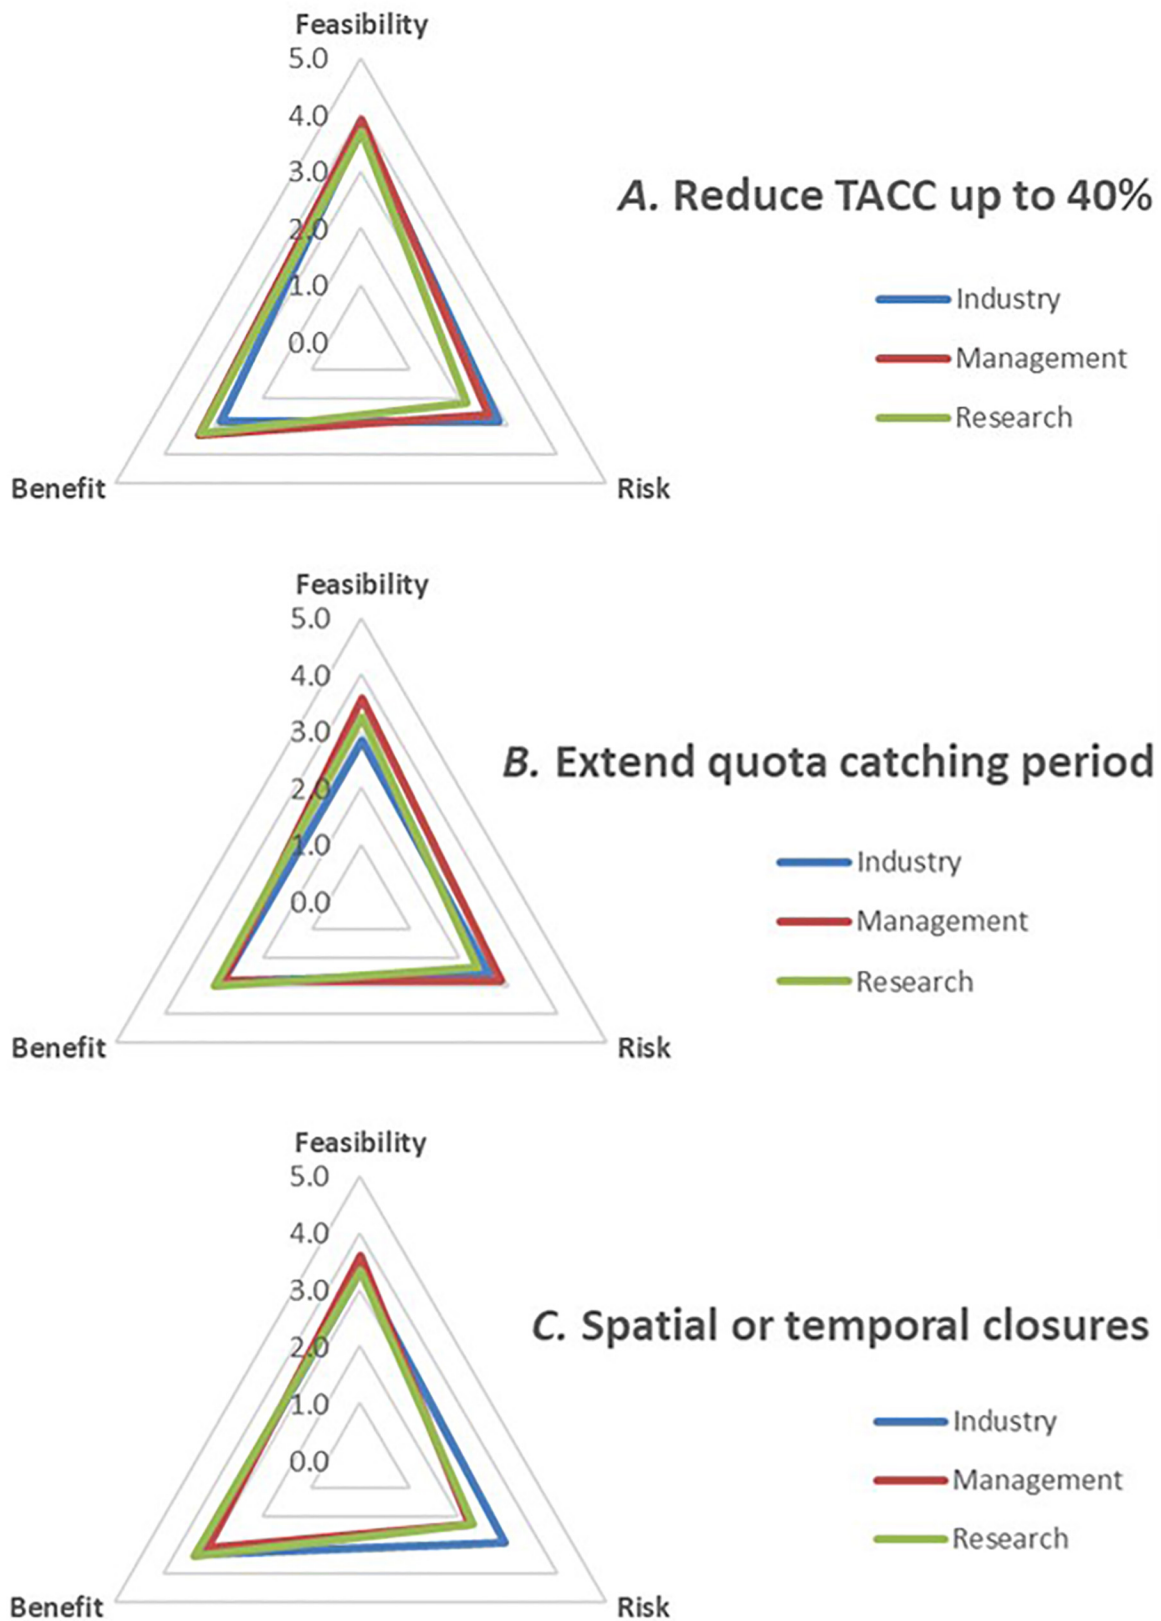 Feasibility
5.0
4.0
3.0
2.0
1.0
0.0
Benefit
Risk
A. Reduce TACC up to 40%
Industry
Management
Research
Feasibility
5.0
4.0
3.0
2.0
1.0
0.0
Benefit
Risk
B. Extend quota catching period
Industry
Management
Research
Feasibility
5.0
4.0
3.0
2.0
1.0
0.0
Benefit
Risk
C. Spatial or temporal closures
Industry
Management
Research